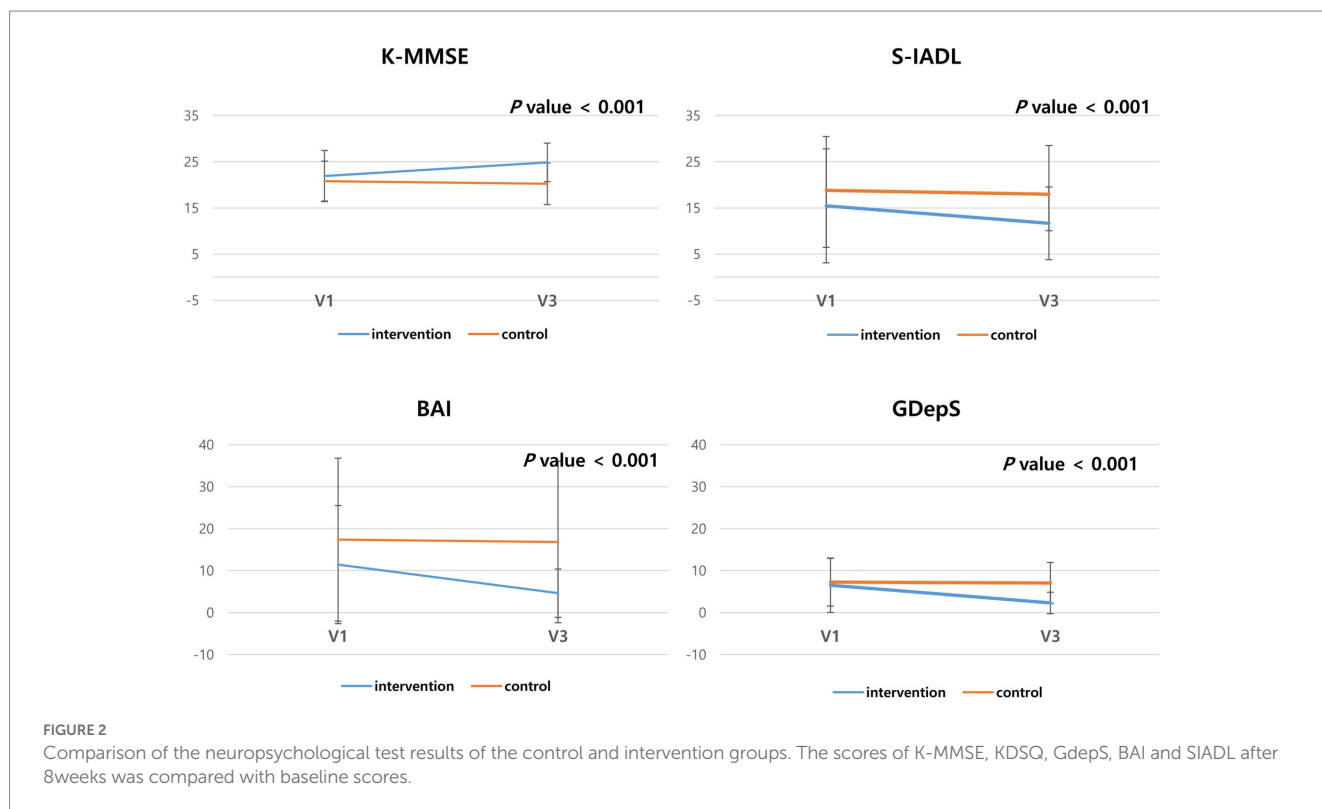 K-MMSE
P value < 0.001
35
25
15
5
-5
V1
V3
intervention
control
S-IADL
P value < 0.001
35
25
15
5
-5
V1
V3
intervention
control
BAI
P value < 0.001
40
30
20
10
0
-10
V1
V3
intervention
control
GDepS
P value < 0.001
40
30
20
10
0
-10
V1
V3
intervention
control
FIGURE 2
Comparison of the neuropsychological test results of the control and intervention groups. The scores of K-MMSE, KDSQ, GdepS, BAI and SIADL after
8weeks was compared with baseline scores.